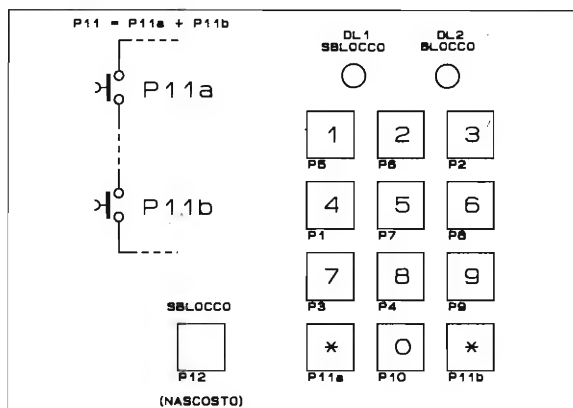 P11 = P11a + P11b
DL1
SBLOCCO
DL2
BLOCCO
P11a
1
2
3
P5
P6
P2
P11b
4
5
6
P1
P7
P8
7
8
9
P3
P4
P9
SBLOCCO
P12
(NASCOSTO)
*
0
*
P11a
P10
P11b